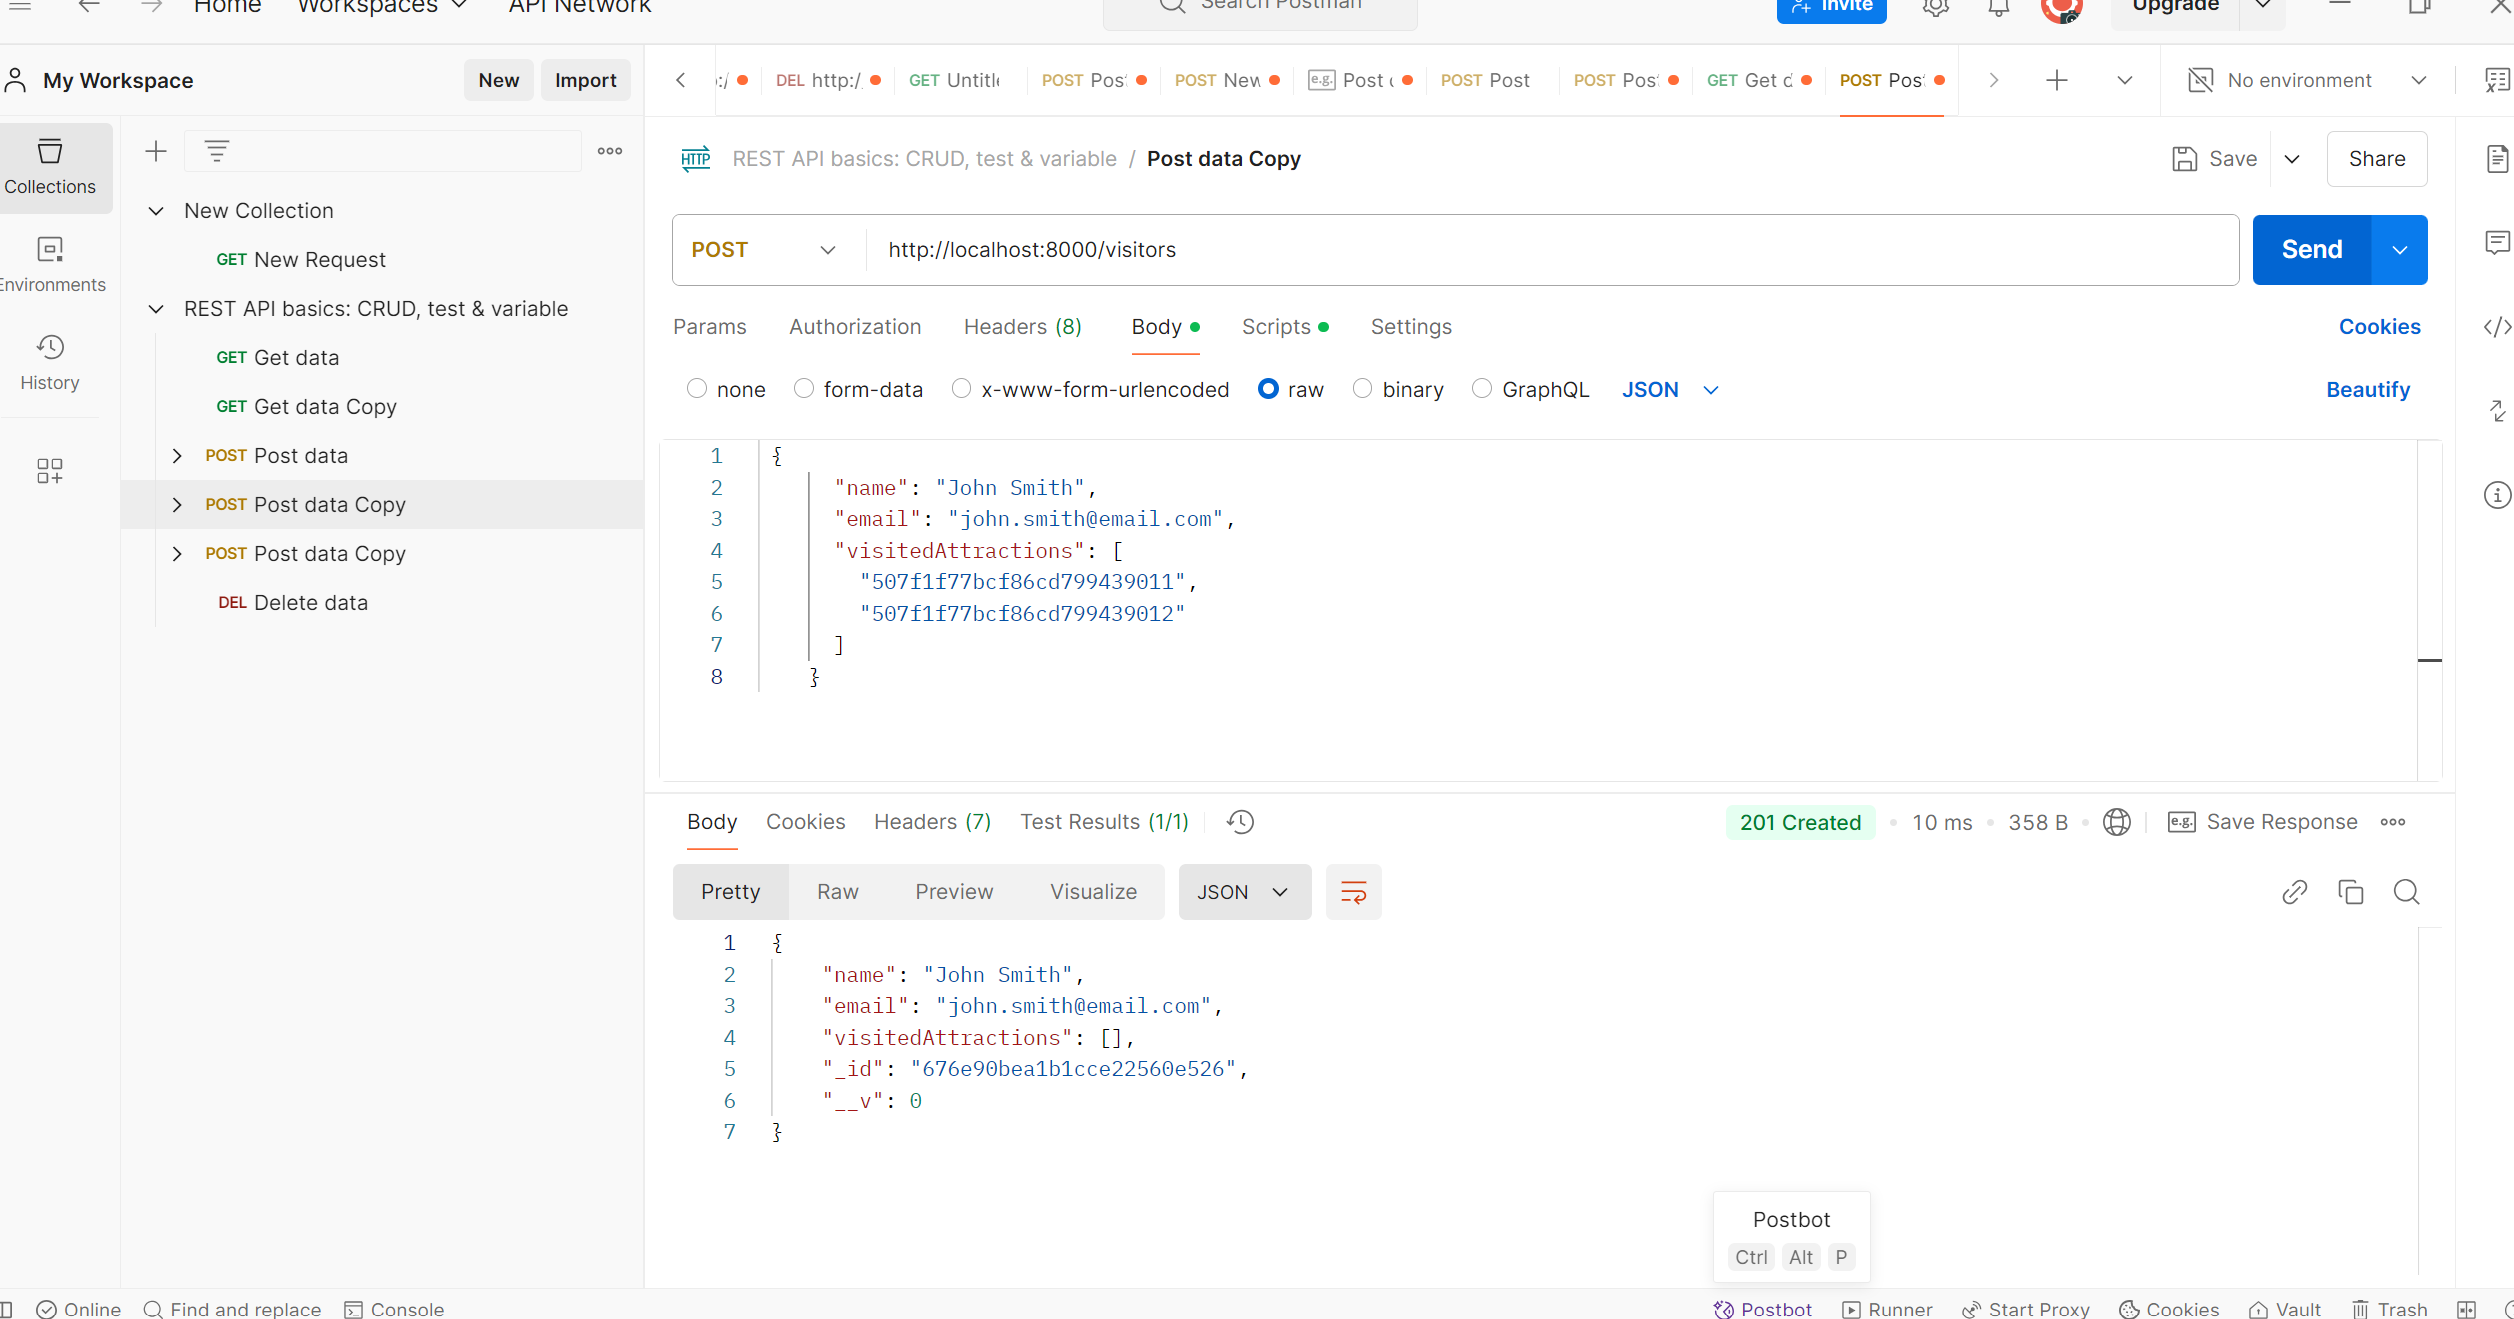 Home Workspaces API Network Search Postman Invite Upgrade
My Workspace New Import
DEL http:/ GET Untitle POST Pos POST New e.g. Post POST Post POST Pos GET Get d POST Pos No environment
Collections
Environments
History
New Collection
GET New Request
REST API basics: CRUD, test & variable
GET Get data
GET Get data Copy
POST Post data
POST Post data Copy
POST Post data Copy
DEL Delete data
HTTP REST API basics: CRUD, test & variable / Post data Copy Save Share
POST http://localhost:8000/visitors Send
Params Authorization Headers (8) Body Scripts Settings Cookies
none form-data x-www-form-urlencoded raw binary GraphQL JSON Beautify
1 {
2 "name": "John Smith",
3 "email": "john.smith@email.com",
4 "visitedAttractions": [
5 "507f1f77bcf86cd799439011",
6 "507f1f77bcf86cd799439012"
7 ]
8 }
Body Cookies Headers (7) Test Results (1/1) 201 Created • 10 ms • 358 B • e.g. Save Response
Pretty Raw Preview Visualize JSON
1 {
2 "name": "John Smith",
3 "email": "john.smith@email.com",
4 "visitedAttractions": [],
5 "_id": "676e90bea1b1cce22560e526",
6 "__v": 0
7 }
Postbot
Ctrl Alt P
Online Find and replace Console Postbot Runner Start Proxy Cookies Vault Trash